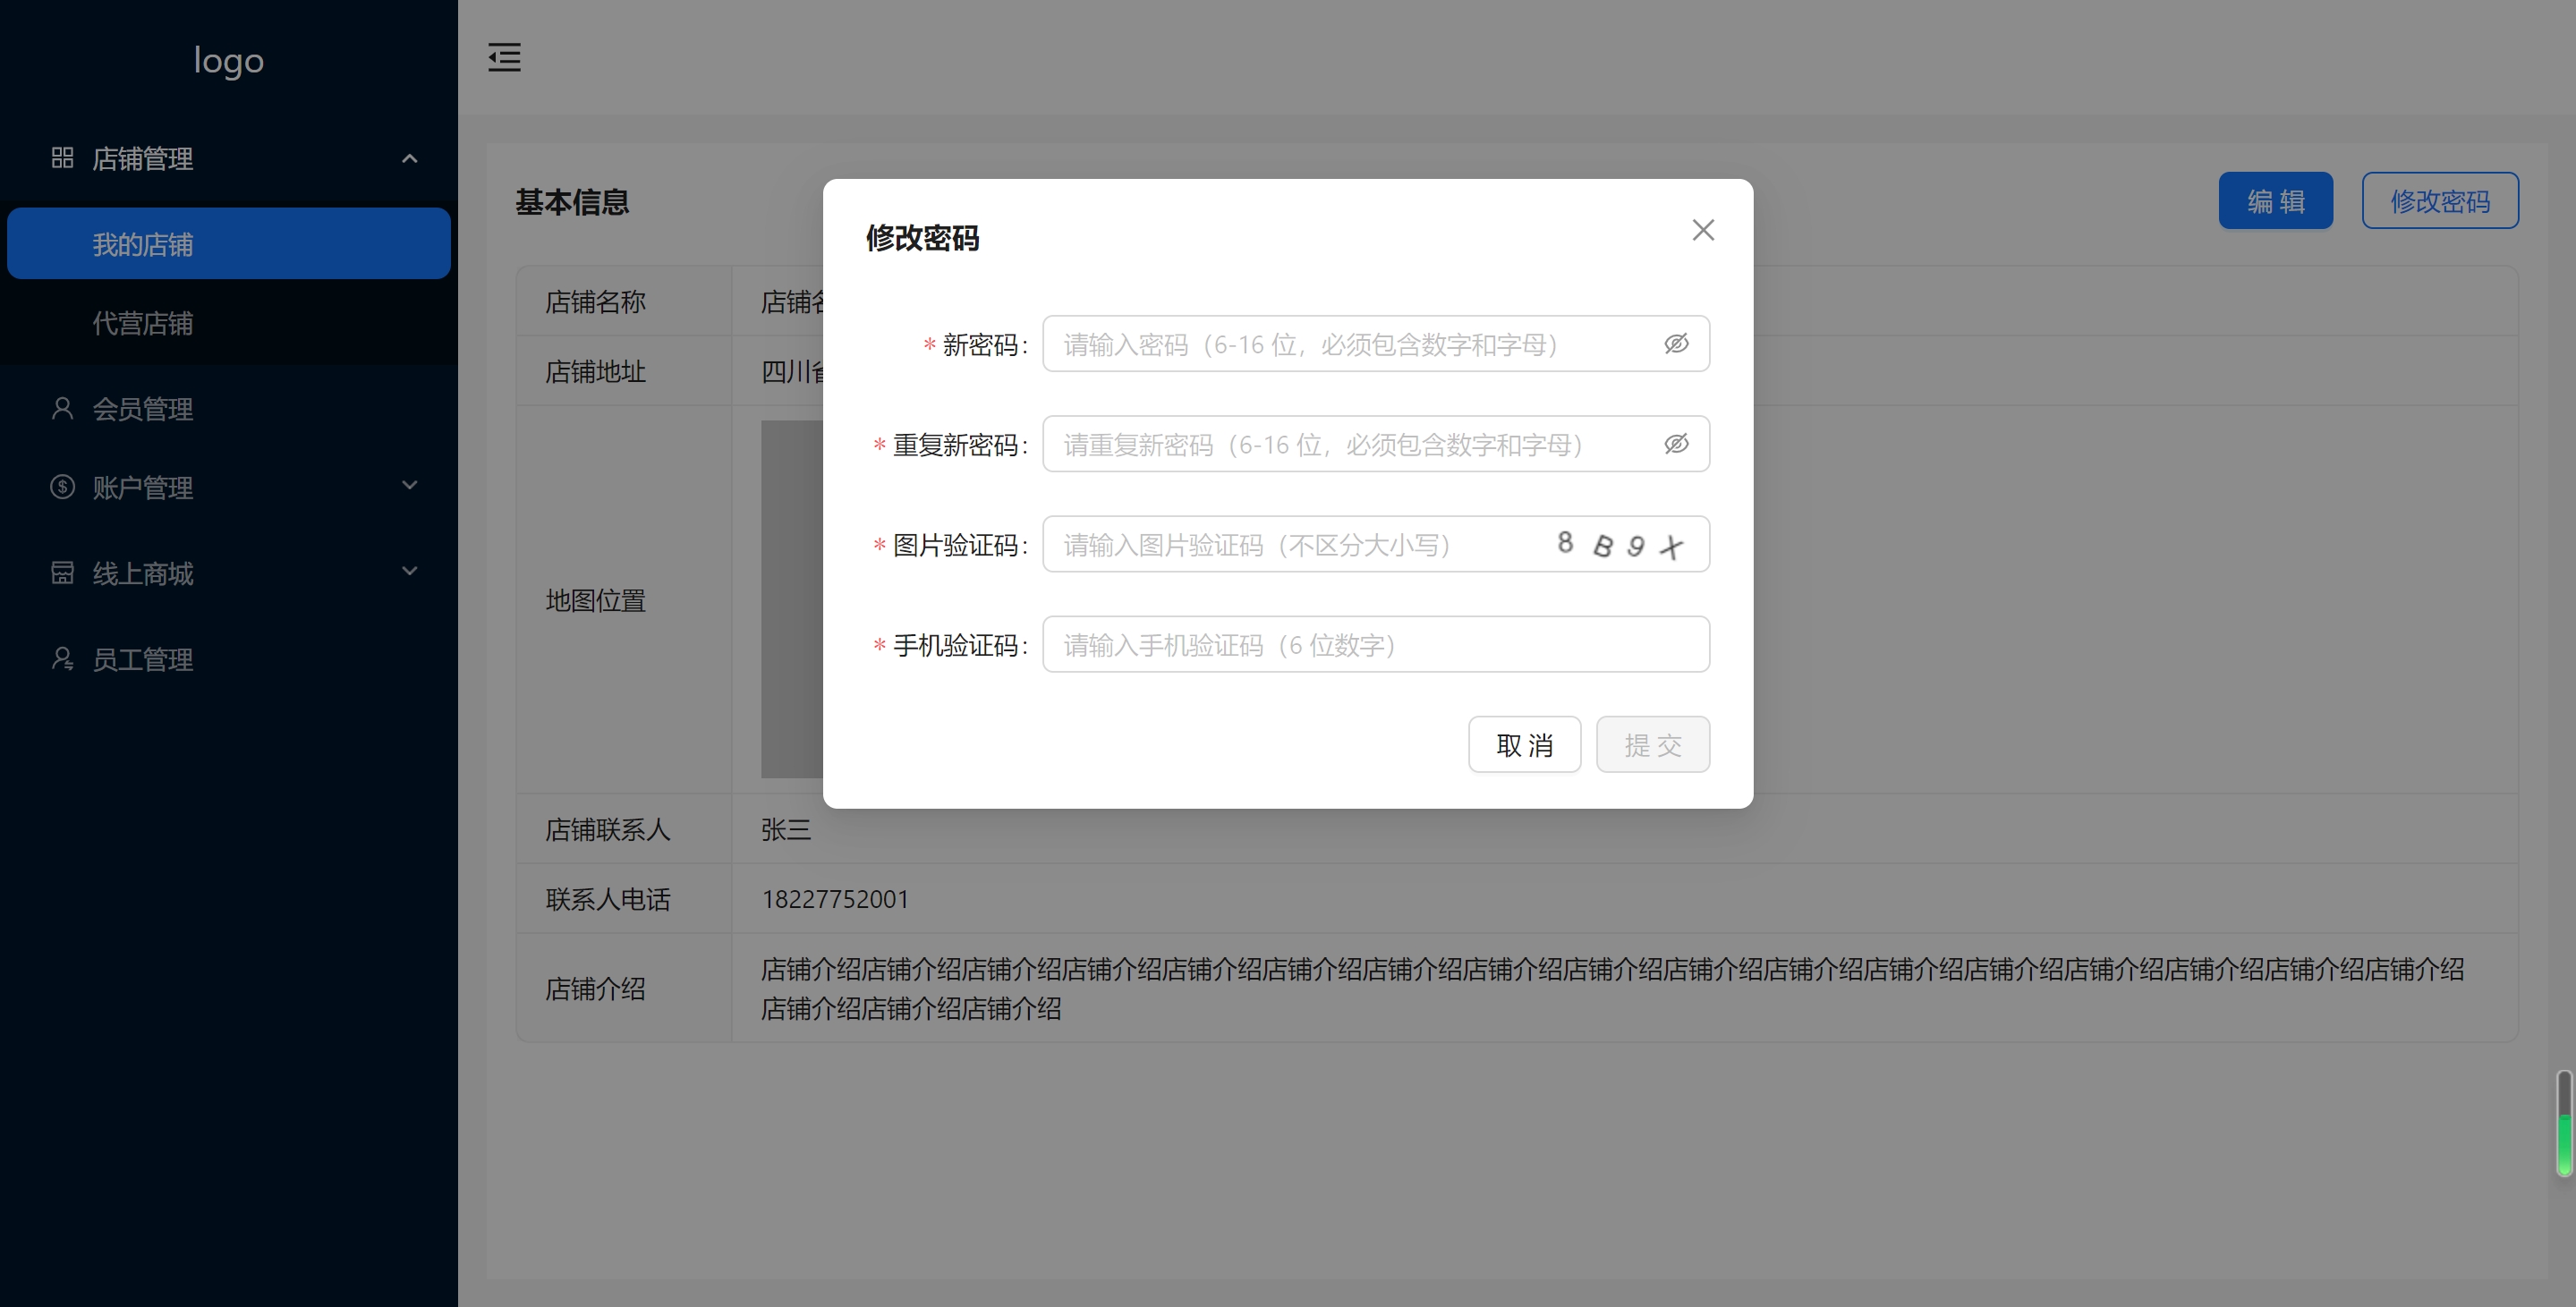 logo
店铺管理
我的店铺
代营店铺
会员管理
账户管理
线上商城
员工管理
基本信息
编辑
修改密码
店铺名称
店铺名
店铺地址
四川省
地图位置
店铺联系人
张三
联系人电话
18227752001
店铺介绍
店铺介绍店铺介绍店铺介绍店铺介绍店铺介绍店铺介绍店铺介绍店铺介绍店铺介绍店铺介绍店铺介绍店铺介绍店铺介绍店铺介绍店铺介绍店铺介绍店铺介绍
店铺介绍店铺介绍店铺介绍
修改密码
* 新密码:
请输入密码（6-16 位，必须包含数字和字母）
* 重复新密码:
请重复新密码（6-16 位，必须包含数字和字母）
* 图片验证码:
请输入图片验证码（不区分大小写）
8 B 9 X
* 手机验证码:
请输入手机验证码（6 位数字）
取消
提交